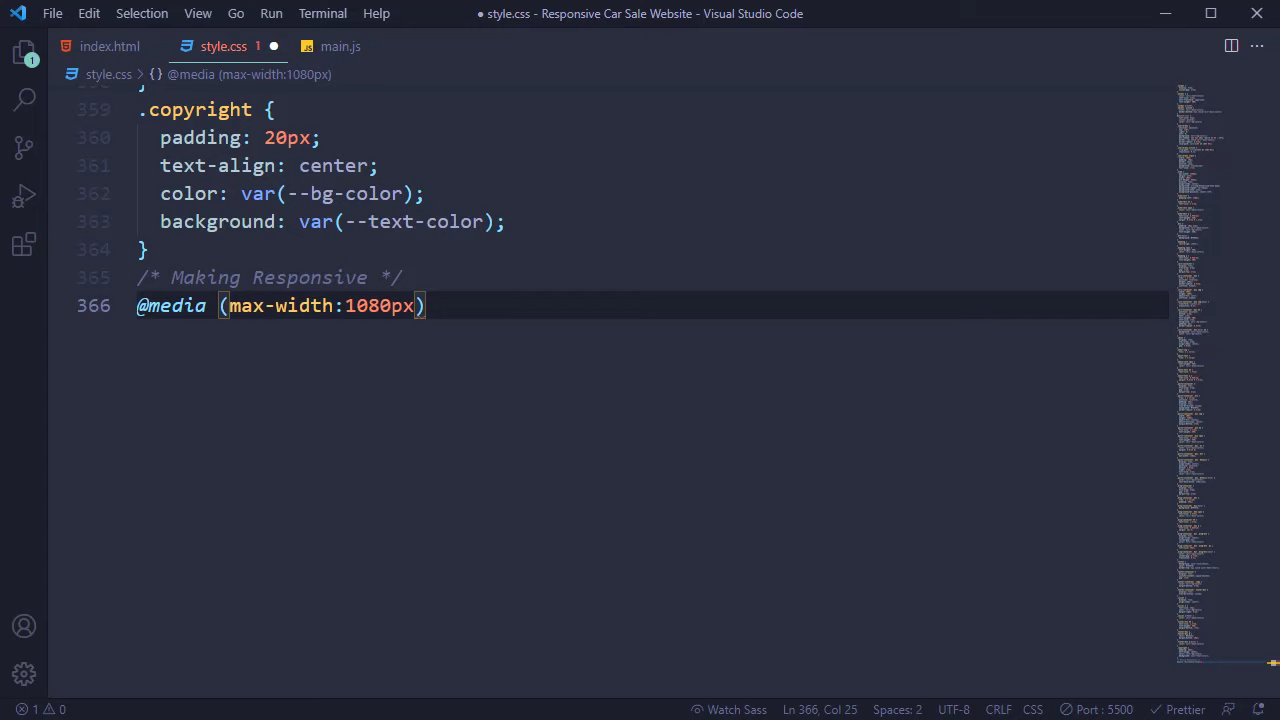 File Edit Selection View Go Run Terminal Help
● style.css - Responsive Car Sale Website - Visual Studio Code
index.html style.css 1 ● JS main.js
style.css > {} @media (max-width:1080px)
358 }
359 .copyright {
360 padding: 20px;
361 text-align: center;
362 color: var(--bg-color);
363 background: var(--text-color);
364 }
365 /* Making Responsive */
366 @media (max-width:1080px)
1
1 0
Watch Sass Ln 366, Col 25 Spaces: 2 UTF-8 CRLF CSS Port : 5500 Prettier